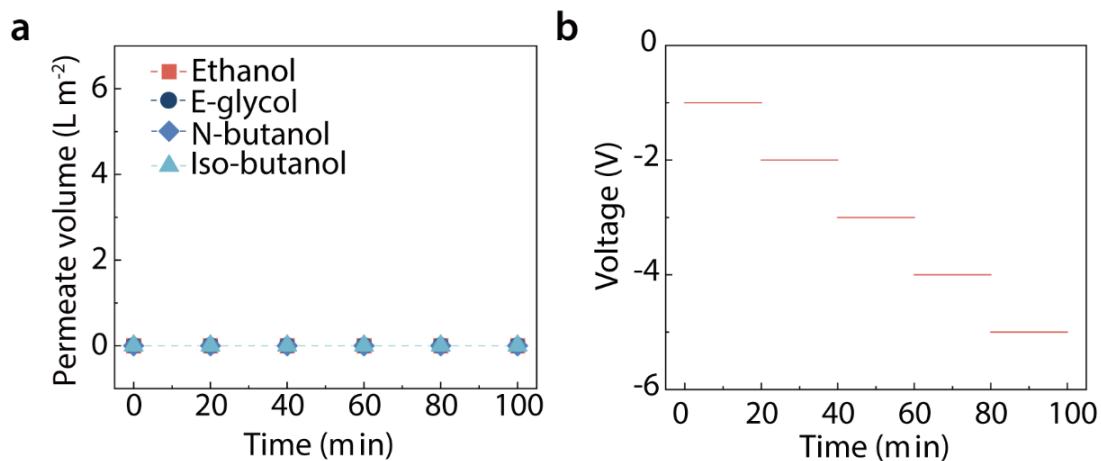 a
Permeate volume (L m⁻²)
6
4
2
0
Ethanol
E-glycol
N-butanol
Iso-butanol
0 20 40 60 80 100
Time (min)
b
Voltage (V)
0
-2
-4
-6
0 20 40 60 80 100
Time (min)